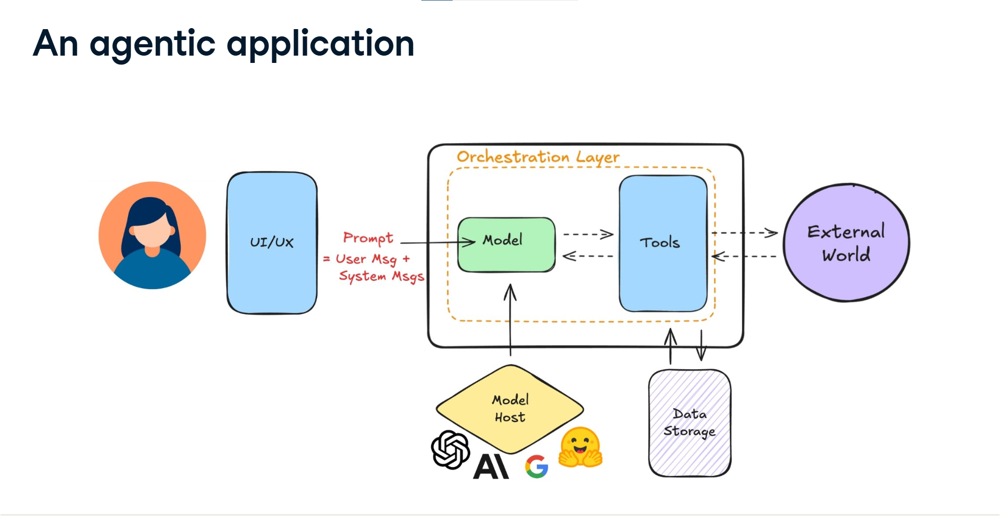 An agentic application
Orchestration Layer
UI/UX
Prompt
= User Msg +
System Msgs
Model
Tools
External
World
Model
Host
Data
Storage